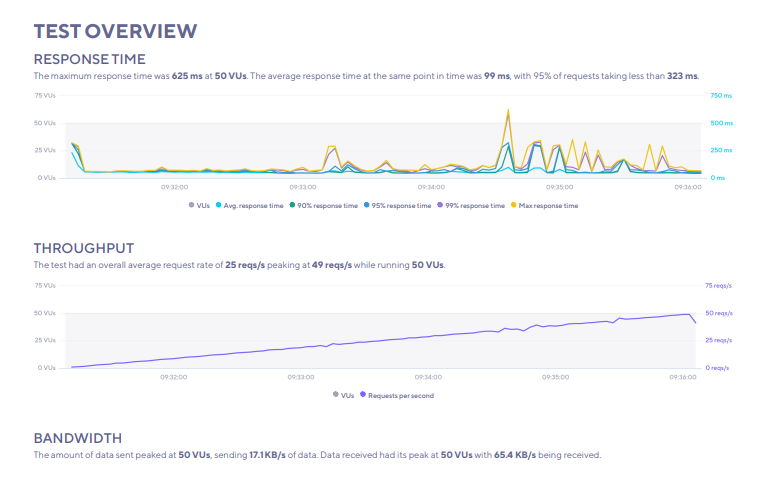 TEST OVERVIEW
RESPONSE TIME
The maximum response time was 625 ms at 50 VUs. The average response time at the same point in time was 99 ms, with 95% of requests taking less than 323 ms.
75 VUs 750 ms
50 VUs 500 ms
25 VUs 250 ms
0 VUs 0 ms
09:32:00 09:33:00 09:34:00 09:35:00 09:36:00
VUs Avg. response time 90% response time 95% response time 99% response time Max response time
THROUGHPUT
The test had an overall average request rate of 25 reqs/s peaking at 49 reqs/s while running 50 VUs.
75 VUs 75 reqs/s
50 VUs 50 reqs/s
25 VUs 25 reqs/s
0 VUs 0 reqs/s
09:32:00 09:33:00 09:34:00 09:35:00 09:36:00
VUs Requests per second
BANDWIDTH
The amount of data sent peaked at 50 VUs, sending 17.1 KB/s of data. Data received had its peak at 50 VUs with 65.4 KB/s being received.